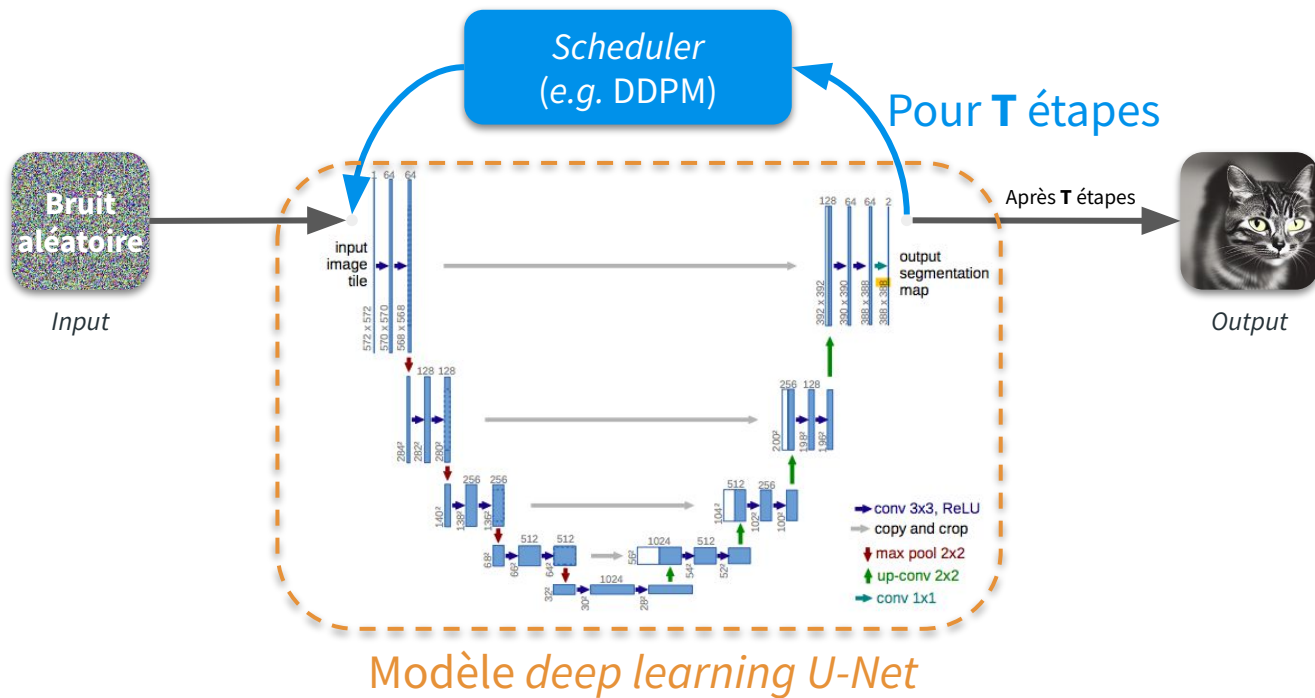 Scheduler
(e.g. DDPM)
Pour T étapes
Bruit
aléatoire
Input
Après T étapes
Output
1
64
64
128
64
64
2
input
image
tile
output
segmentation
map
572 x 572
570 x 570
568 x 568
392 x 392
390 x 390
388 x 388
388 x 388
128
128
256
128
284²
282²
280²
200²
198²
196²
256
256
512
256
140²
138²
136²
104²
102²
100²
512
512
1024
512
68²
66²
64²
56²
54²
52²
1024
32²
30²
28²
conv 3x3, ReLU
copy and crop
max pool 2x2
up-conv 2x2
conv 1x1
Modèle deep learning U-Net